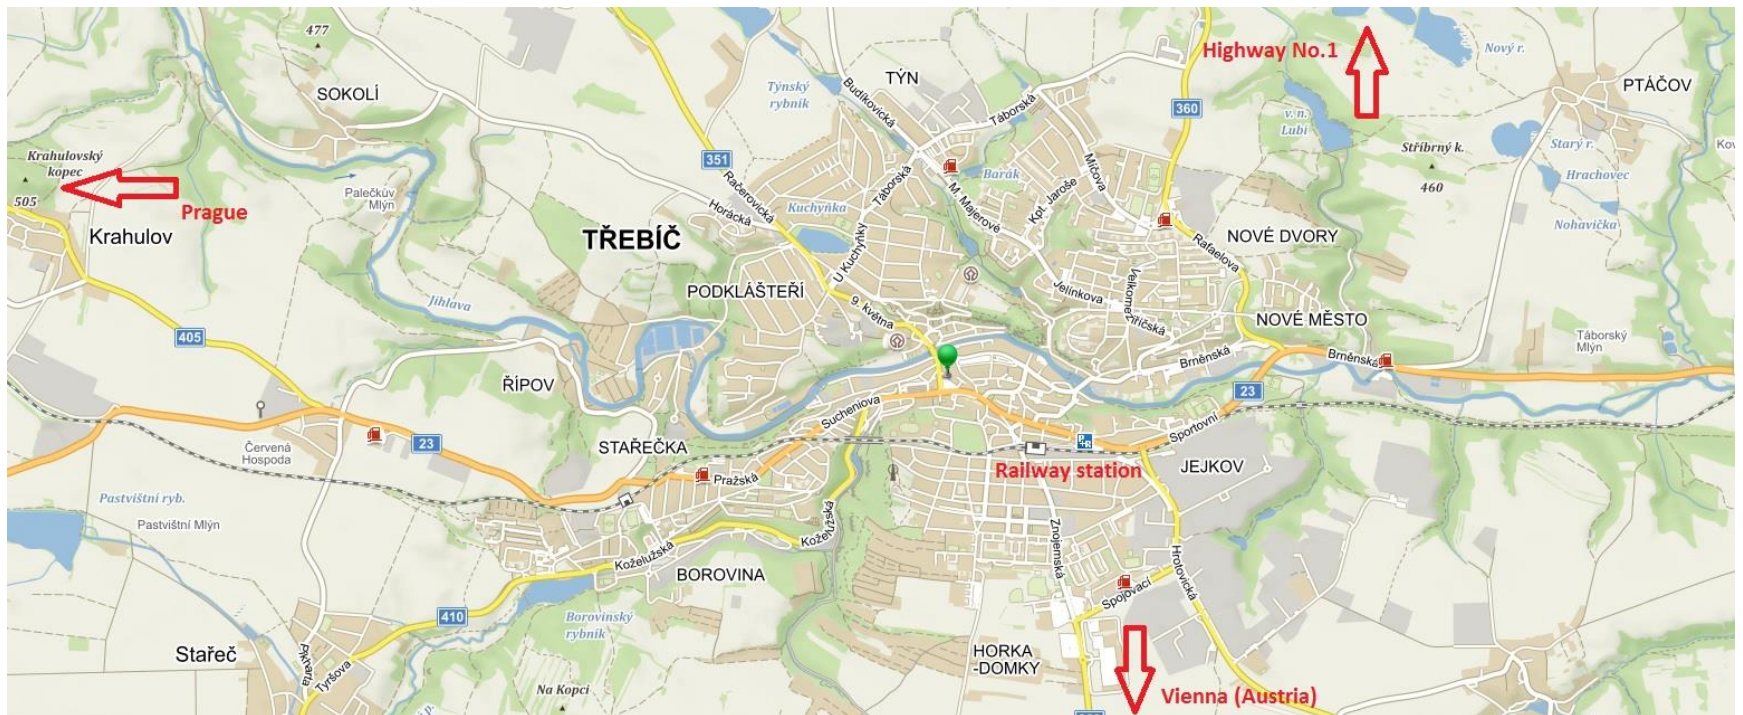 477
SOKOLÍ
Týnský
rybník
Budíkovická
TÝN
Táborská
360
Highway No.1
Nový r.
PTÁČOV
v. n.
Lubí
Stříbrný k.
460
Starý r.
Hrachovec
Nohavička
Krahulovský
kopec
505
Prague
Krahulov
Palečkův
Mlýn
351
Račerovická
Horácká
Kuchyňka
Táborská
U Kuchyňky
M. Majerové
Barák
Kpt. Jaroše
Míčova
Rafaelova
NOVÉ DVORY
TŘEBÍČ
PODKLÁŠTEŘÍ
9. května
Jelínkova
Velkomeziříčská
NOVÉ MĚSTO
Táborský
Mlýn
Brněnská
Brněnská
Jihlava
405
ŘÍPOV
23
Sucheniova
Sportovní
STAŘEČKA
Červená
Hospoda
23
P+R
JEJKOV
Railway station
Pražská
Pastvištní ryb.
Pastvištní Mlýn
Koželužská
Koželužská
BOROVINA
Znojemská
Hrotovická
Spojovací
410
Borovinský
rybník
Stařeč
Tyršova
Na Kopci
HORKA
-DOMKY
Vienna (Austria)